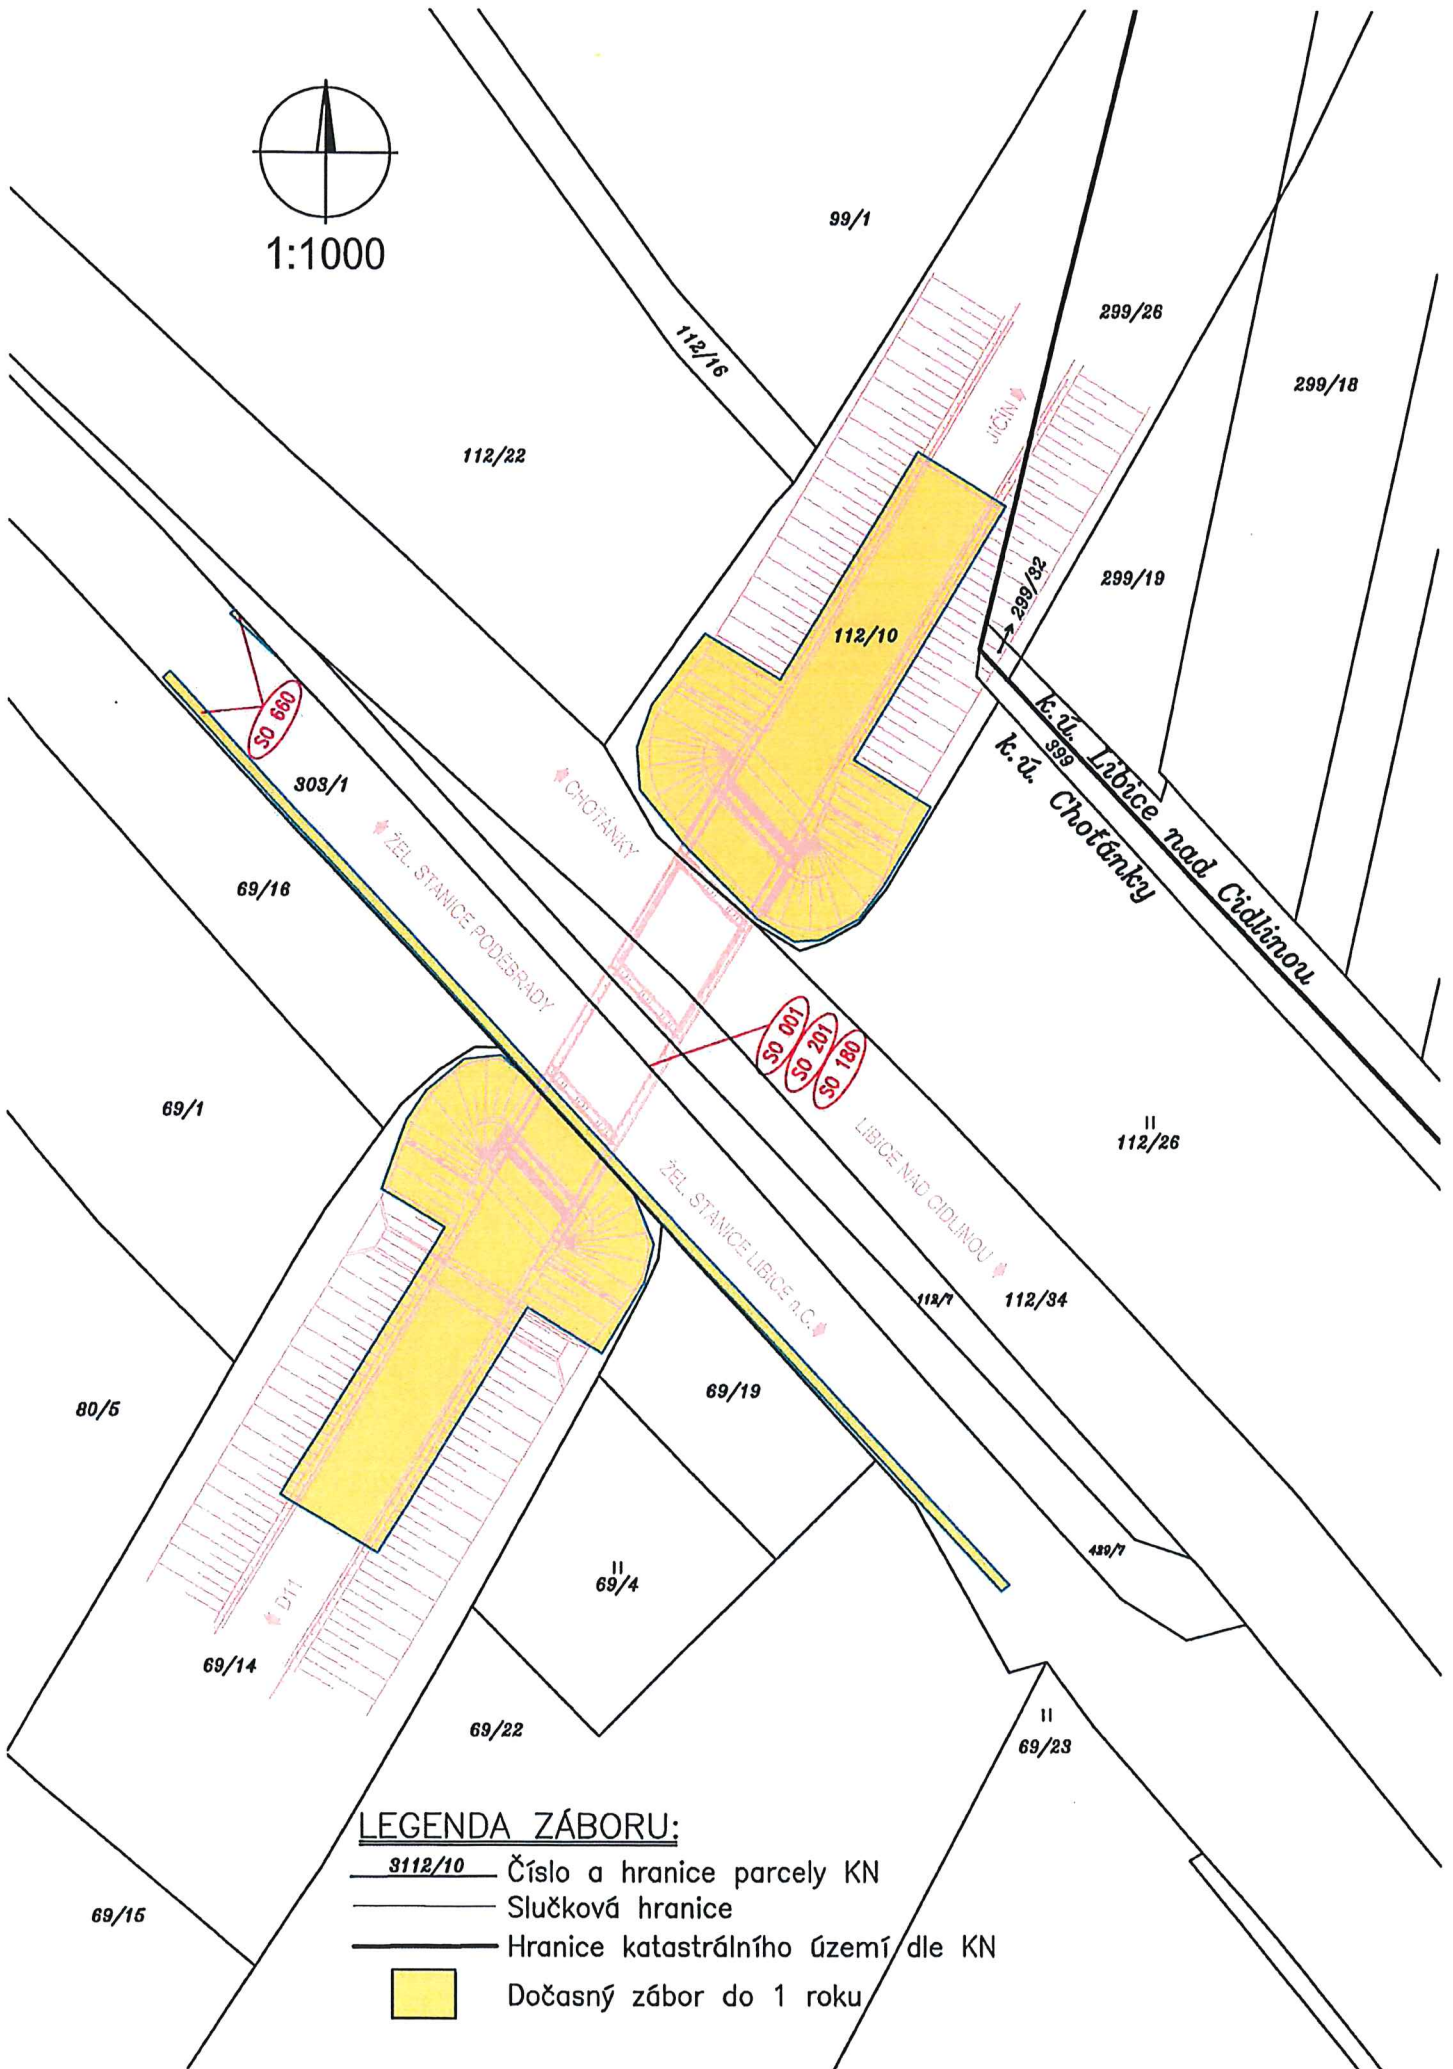 1:1000
99/1
299/26
112/16
299/18
JIČÍN
112/22
299/19
299/32
112/10
SO 660
303/1
k.ú. Libice nad Cidlinou
399
k.ú. Choťánky
CHOŤÁNKY
ŽEL. STANICE PODĚBRADY
69/16
SO 001
SO 201
SO 180
69/1
112/26
LIBICE NAD CIDLINOU
ŽEL. STANICE LIBICE n.C.
112/7
112/34
69/19
80/5
429/7
69/4
D11
69/14
69/22
69/23
LEGENDA ZÁBORU:
3112/10 Číslo a hranice parcely KN
Slučková hranice
69/15
Hranice katastrálního území dle KN
Dočasný zábor do 1 roku